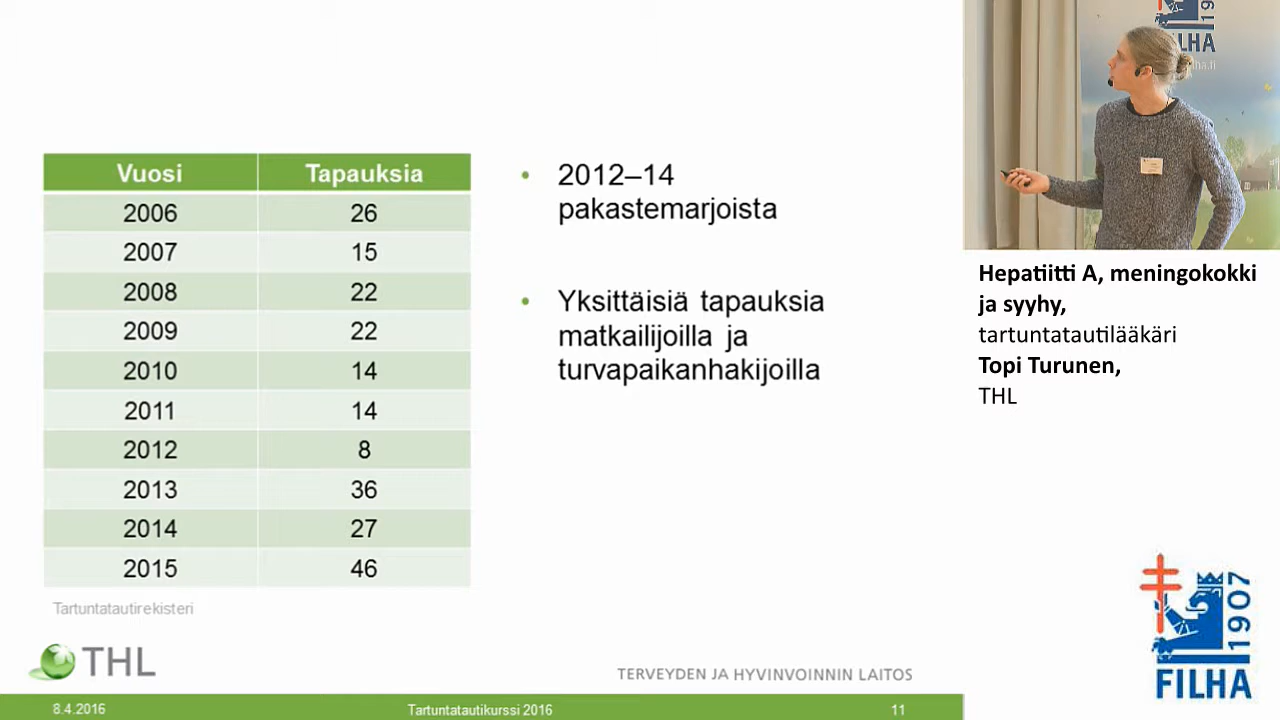 Vuosi Tapauksia
2006 26
2007 15
2008 22
2009 22
2010 14
2011 14
2012 8
2013 36
2014 27
2015 46
Tartuntatautirekisteri
• 2012–14
pakastemarjoista
• Yksittäisiä tapauksia
matkailijoilla ja
turvapaikanhakijoilla
THL
TERVEYDEN JA HYVINVOINNIN LAITOS
8.4.2016 Tartuntatautikurssi 2016 11
Hepatiitti A, meningokokki
ja syyhy,
tartuntatautilääkäri
Topi Turunen,
THL
1907
FILHA